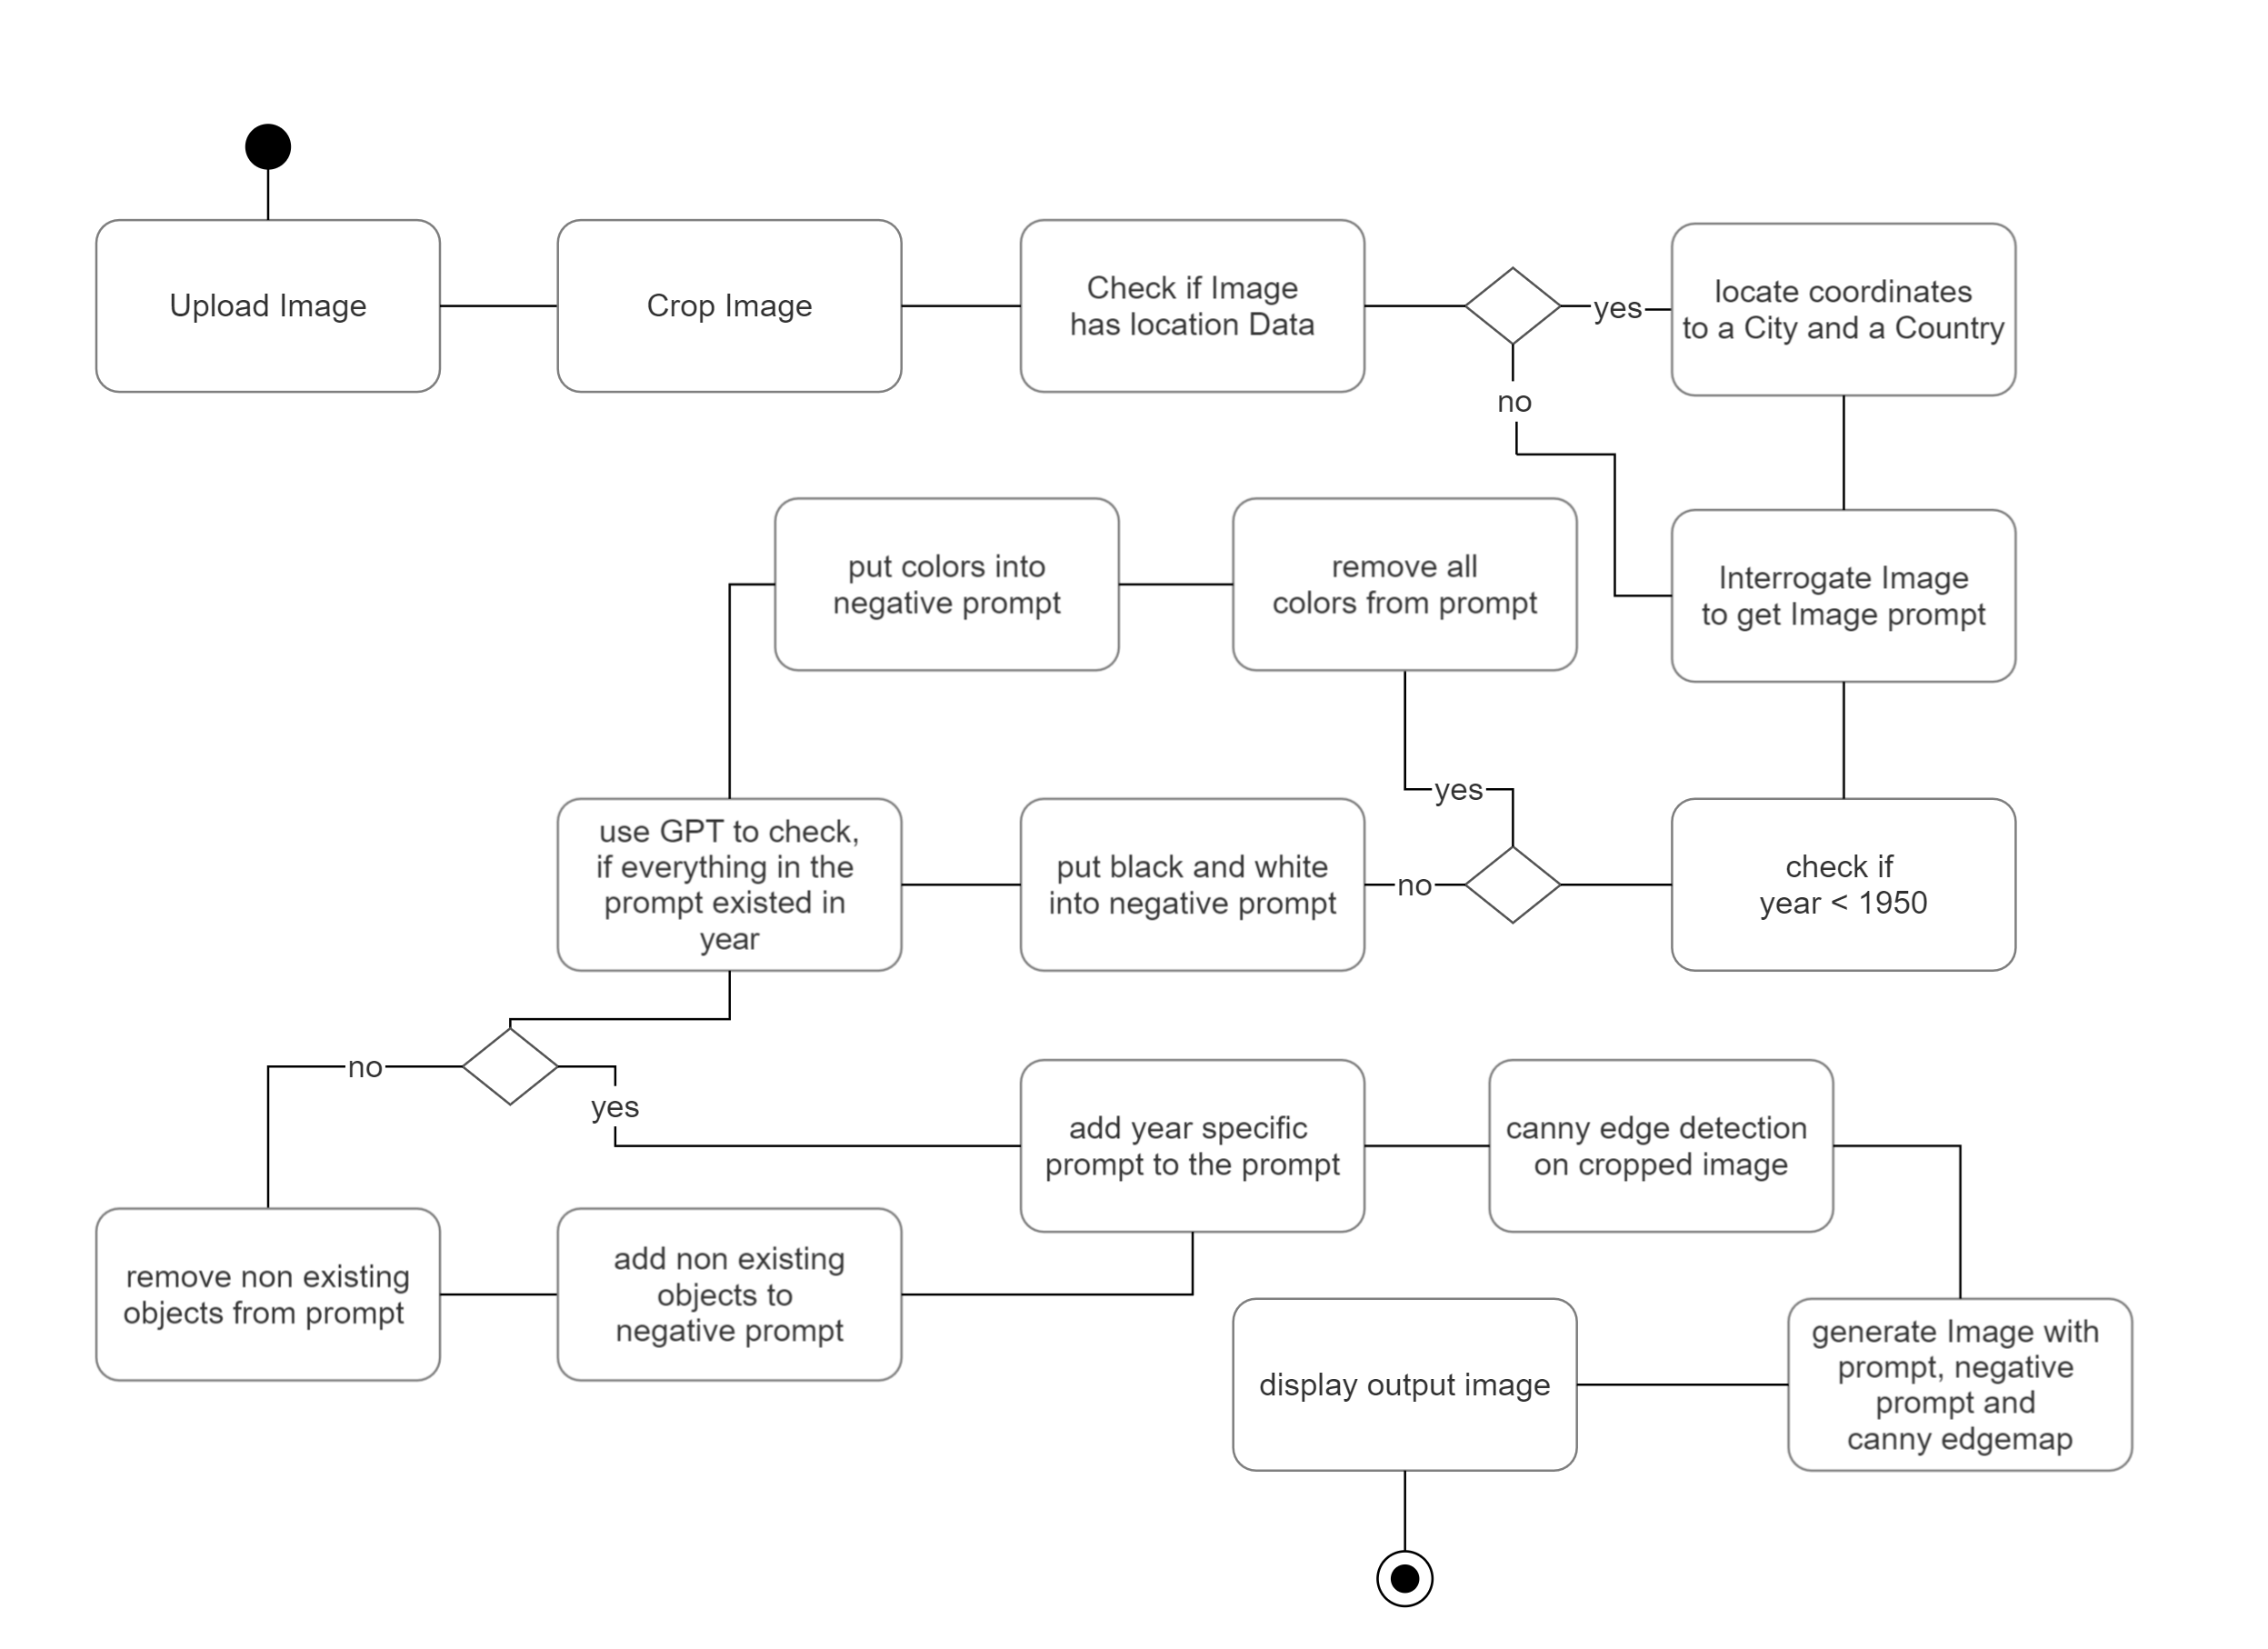 Upload Image
Crop Image
Check if Image
has location Data
yes
locate coordinates
to a City and a Country
no
put colors into
negative prompt
remove all
colors from prompt
Interrogate Image
to get Image prompt
yes
use GPT to check,
if everything in the
prompt existed in
year
put black and white
into negative prompt
no
check if
year < 1950
no
yes
add year specific
prompt to the prompt
canny edge detection
on cropped image
remove non existing
objects from prompt
add non existing
objects to
negative prompt
display output image
generate Image with
prompt, negative
prompt and
canny edgemap